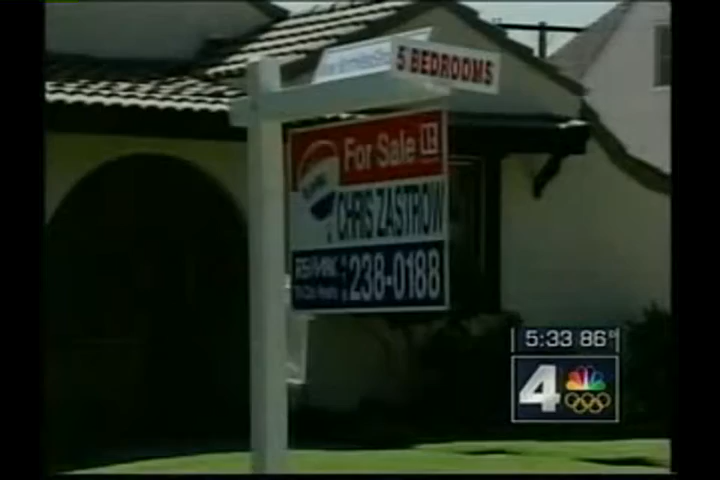 5 BEDROOMS
For Sale
CHRIS ZASTROW
RE/MAX
238-0188
5:33 86°
4